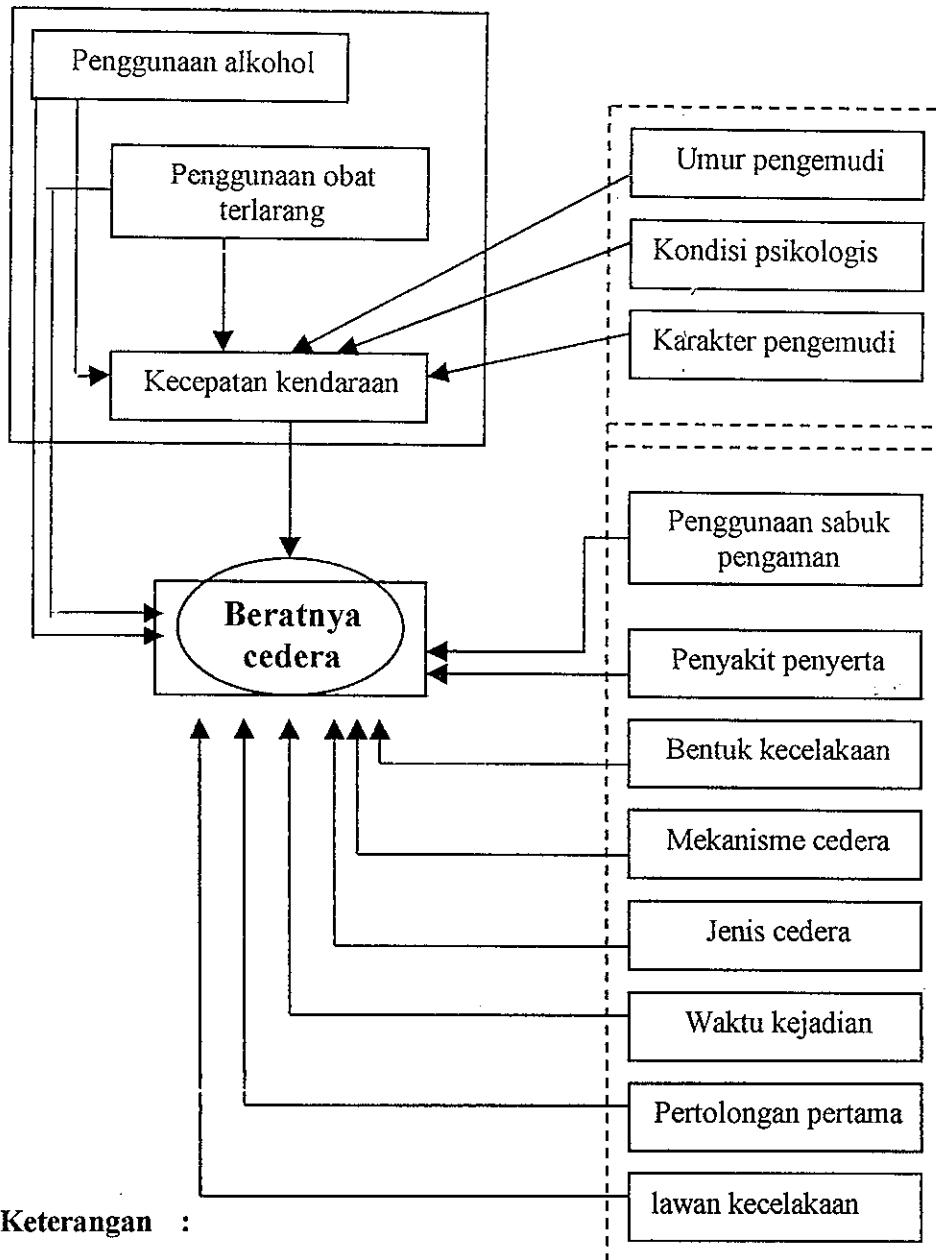 Penggunaan alkohol
Penggunaan obat
terlarang
Kecepatan kendaraan
Umur pengemudi
Kondisi psikologis
Karakter pengemudi
Beratnya
cedera
Penggunaan sabuk
pengaman
Penyakit penyerta
Bentuk kecelakaan
Mekanisme cedera
Jenis cedera
Waktu kejadian
Pertolongan pertama
lawan kecelakaan
Keterangan :